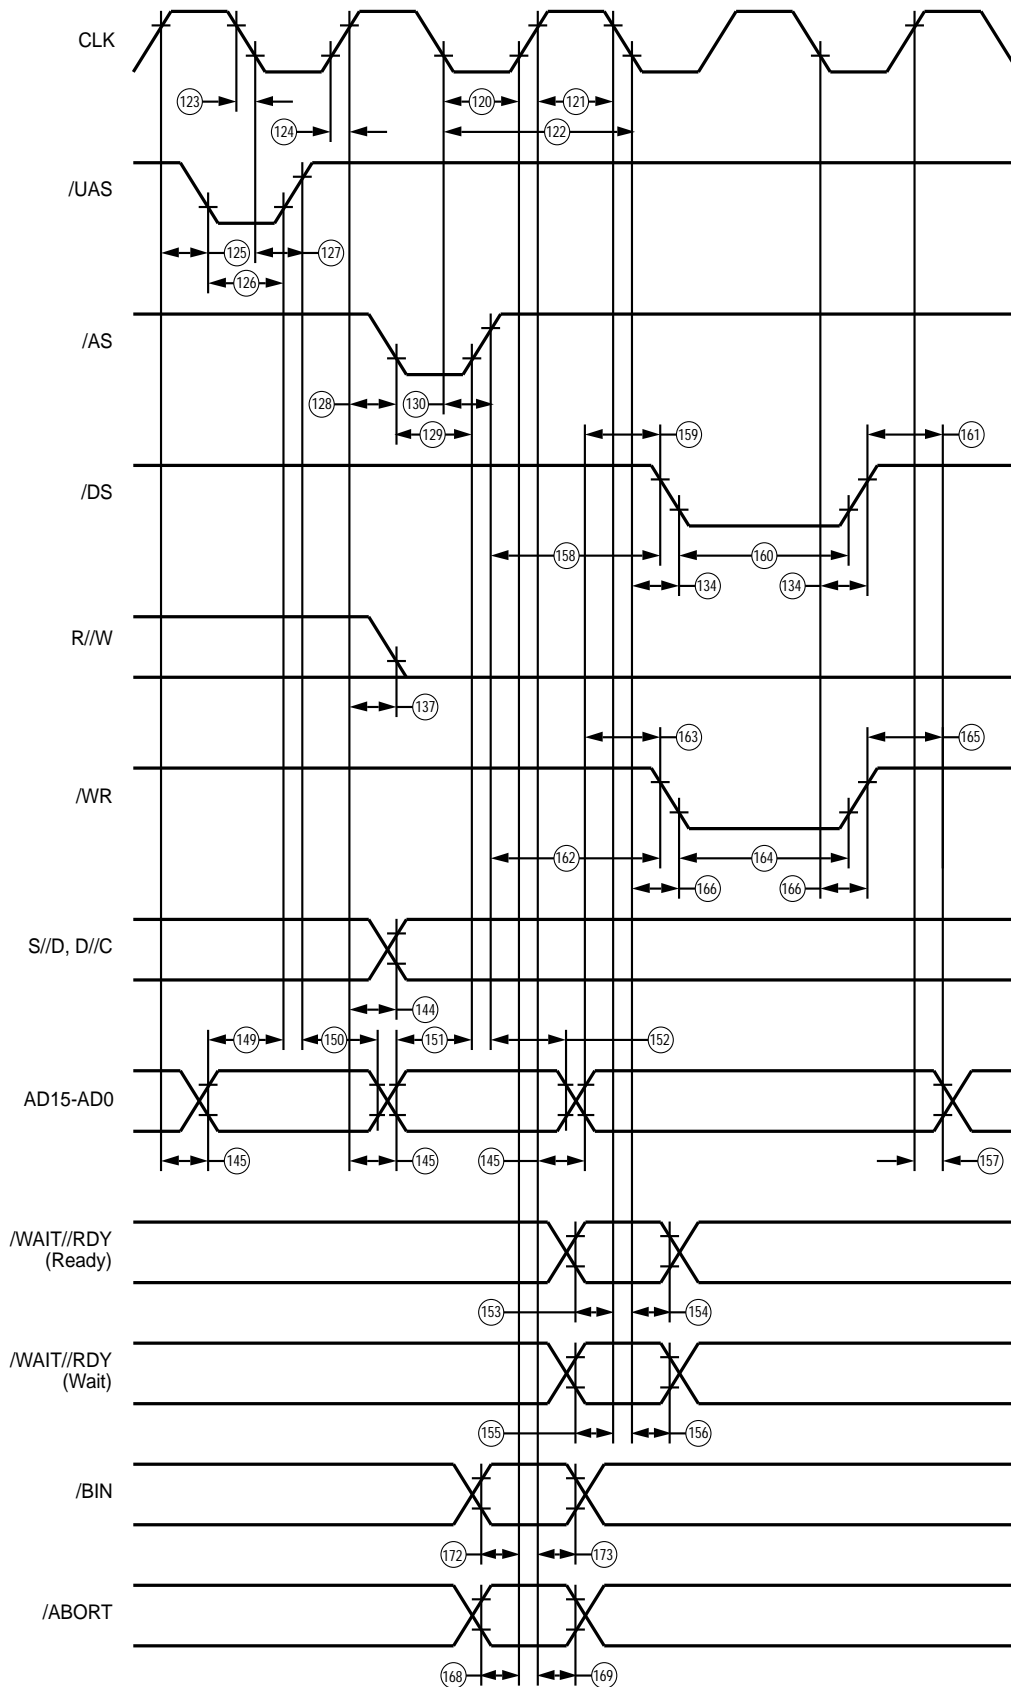 CLK
123
120
121
124
122
/UAS
125
127
126
/AS
128
130
129
159
161
/DS
158
160
134
134
R//W
137
163
165
/WR
162
164
166
166
S//D, D//C
144
149
150
151
152
AD15-AD0
145
145
145
157
/WAIT//RDY
(Ready)
153
154
/WAIT//RDY
(Wait)
155
156
/BIN
172
173
/ABORT
168
169